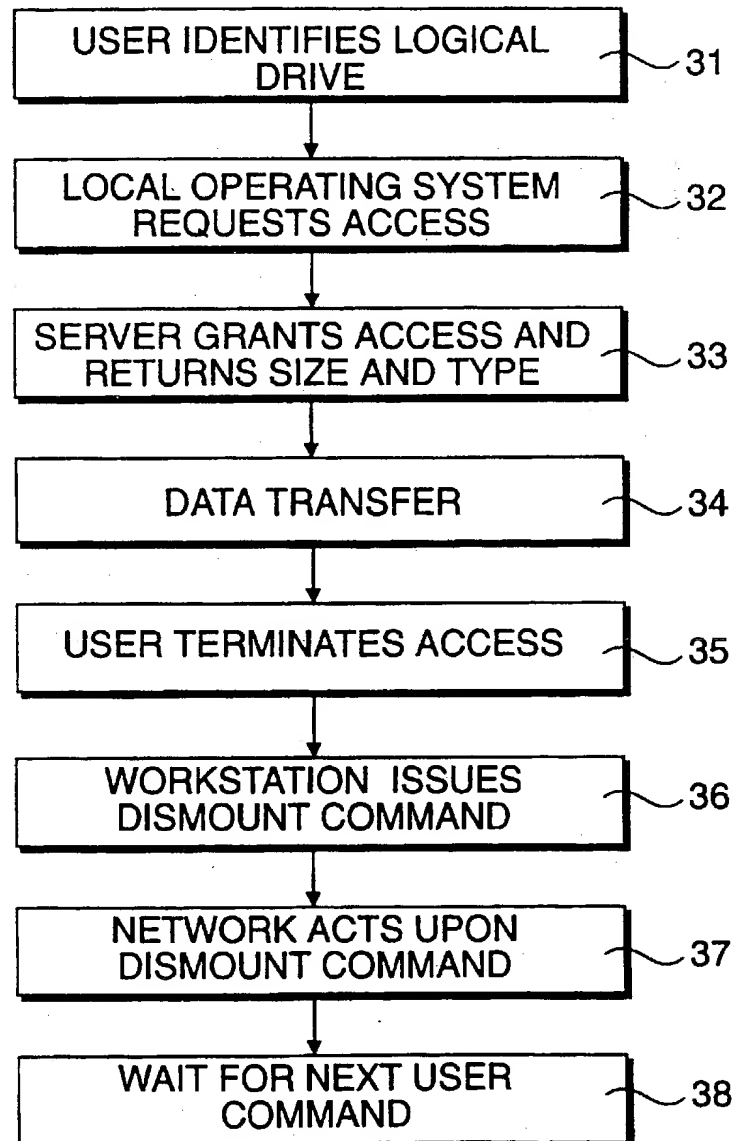 USER IDENTIFIES LOGICAL
DRIVE
31
LOCAL OPERATING SYSTEM
REQUESTS ACCESS
32
SERVER GRANTS ACCESS AND
RETURNS SIZE AND TYPE
33
DATA TRANSFER
34
USER TERMINATES ACCESS
35
WORKSTATION ISSUES
DISMOUNT COMMAND
36
NETWORK ACTS UPON
DISMOUNT COMMAND
37
WAIT FOR NEXT USER
COMMAND
38